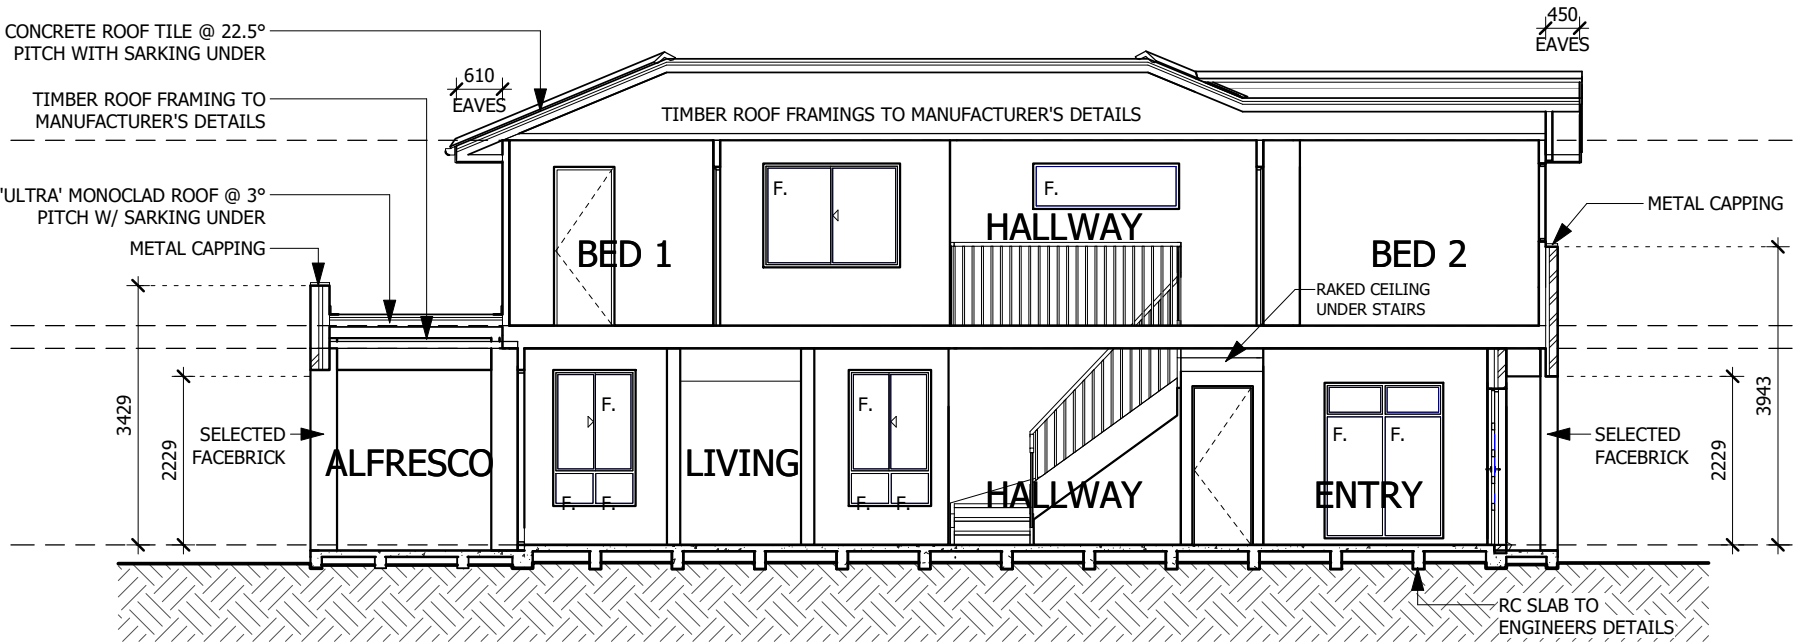 CONCRETE ROOF TILE @ 22.5°
PITCH WITH SARKING UNDER
610
EAVES
450
EAVES
TIMBER ROOF FRAMING TO
MANUFACTURER'S DETAILS
TIMBER ROOF FRAMINGS TO MANUFACTURER'S DETAILS
'ULTRA' MONOCLAD ROOF @ 3°
PITCH W/ SARKING UNDER
METAL CAPPING
METAL CAPPING
F.
F.
BED 1
HALLWAY
BED 2
RAKED CEILING
UNDER STAIRS
3429
2229
SELECTED
FACEBRICK
ALFRESCO
F.
F.
F.
LIVING
F.
F.
F.
HALLWAY
F.
F.
ENTRY
SELECTED
FACEBRICK
2229
3943
RC SLAB TO
ENGINEERS DETAILS